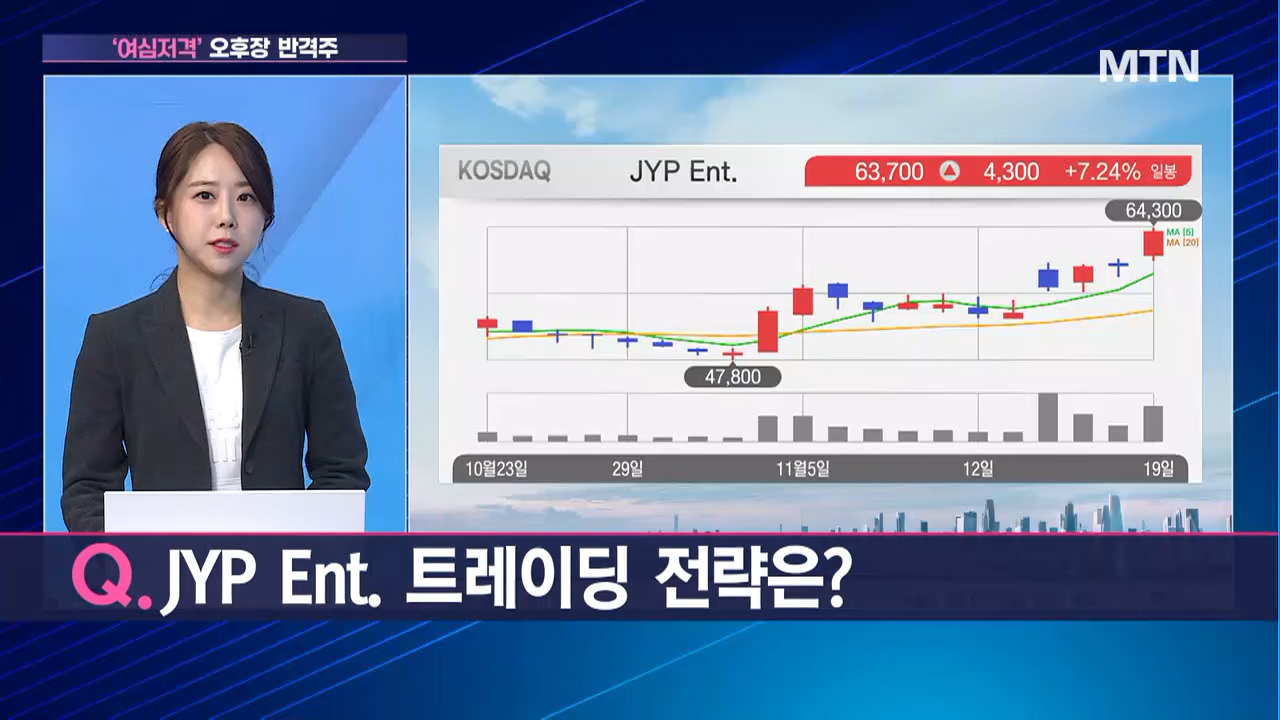 ‘여심저격’ 오후장 반격주
MTN
KOSDAQ JYP Ent. 63,700 4,300 +7.24% 일봉
64,300
MA [5]
MA [20]
47,800
10월23일 29일 11월5일 12일 19일
Q. JYP Ent. 트레이딩 전략은?